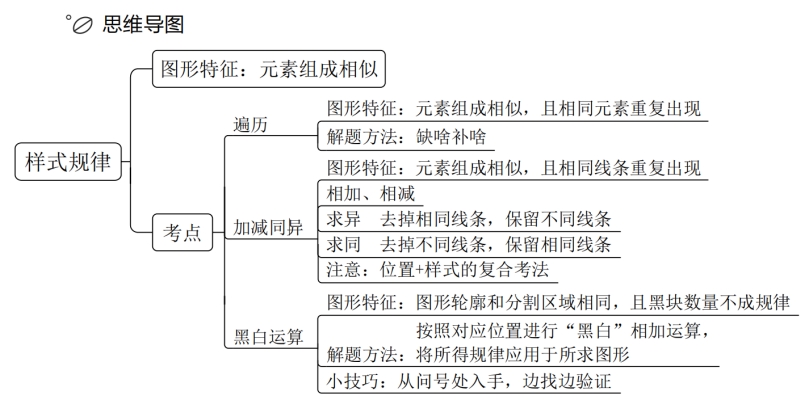 思维导图
样式规律
图形特征：元素组成相似
考点
遍历
图形特征：元素组成相似，且相同元素重复出现
解题方法：缺啥补啥
加减同异
图形特征：元素组成相似，且相同线条重复出现
相加、相减
求异 去掉相同线条，保留不同线条
求同 去掉不同线条，保留相同线条
注意：位置+样式的复合考法
黑白运算
图形特征：图形轮廓和分割区域相同，且黑块数量不成规律
按照对应位置进行“黑白”相加运算，
解题方法：将所得规律应用于所求图形
小技巧：从问号处入手，边找边验证